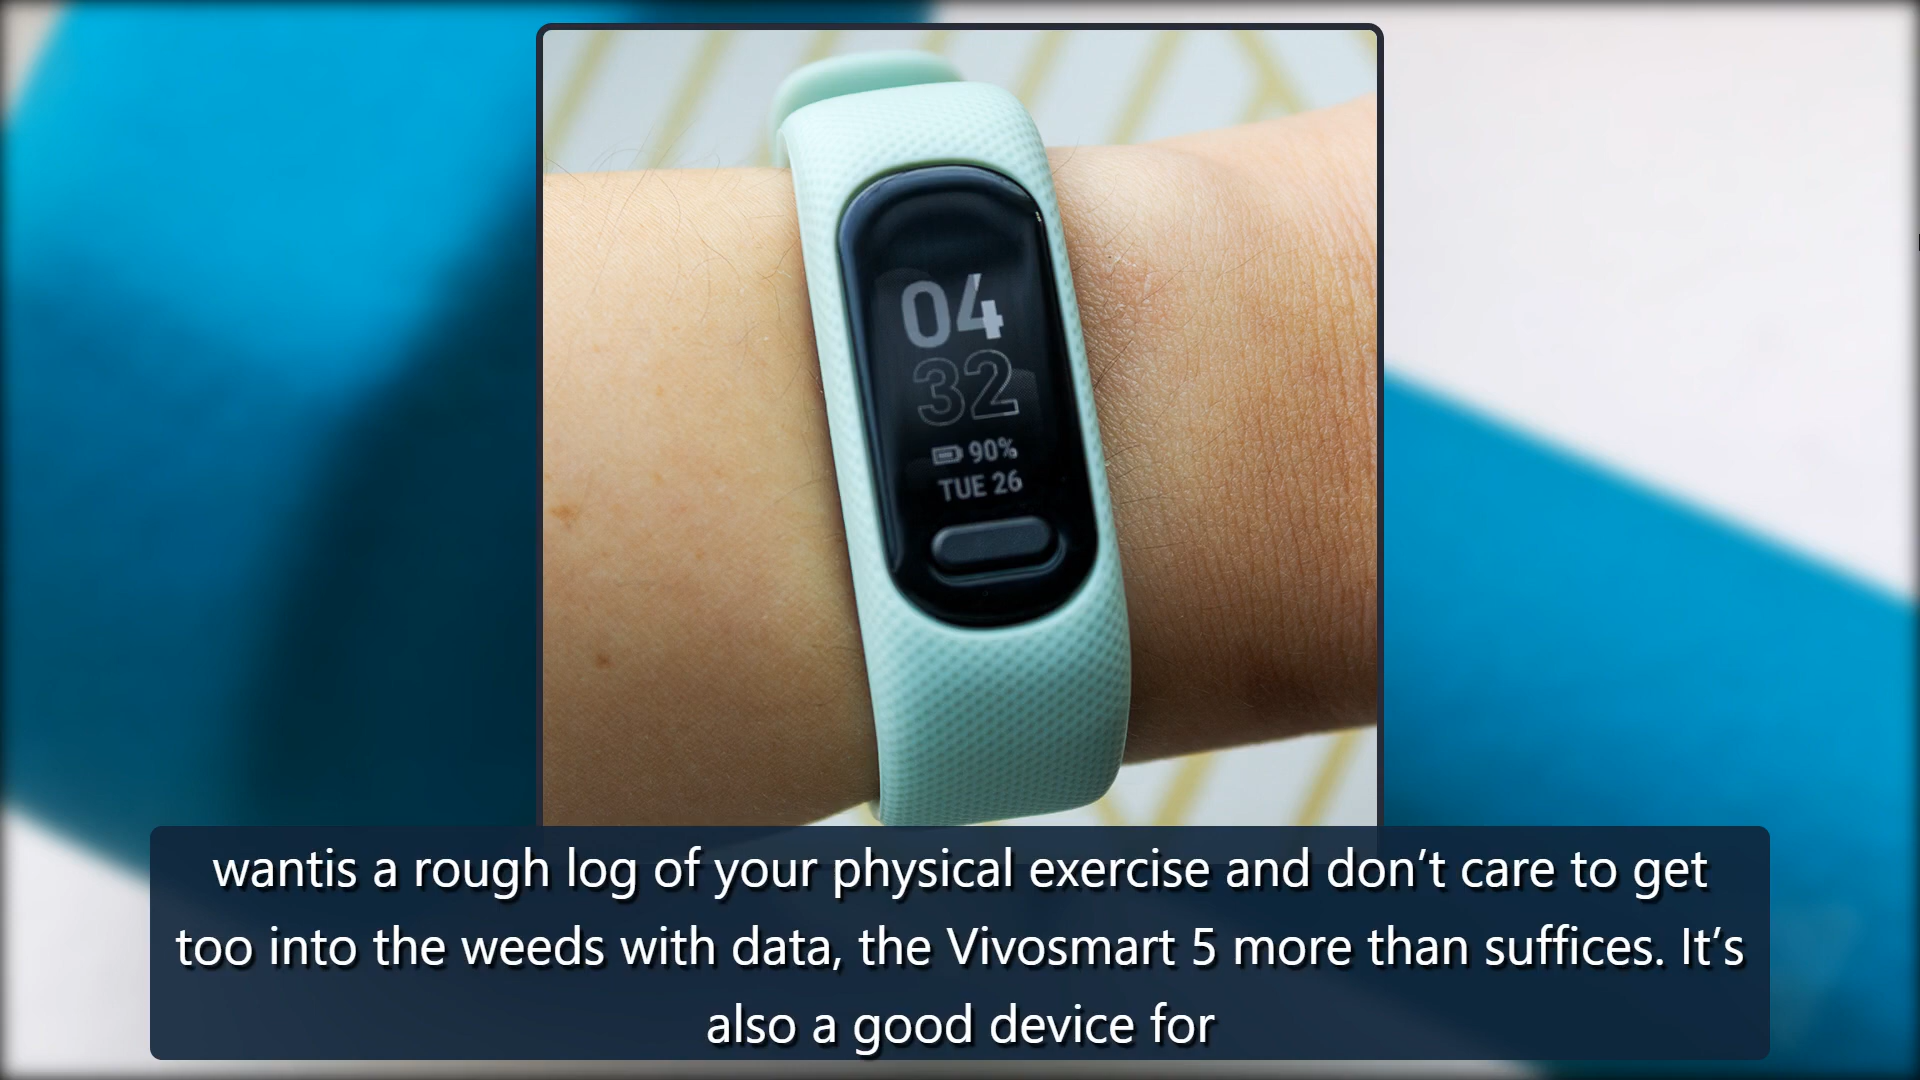 04
32
90%
TUE 26
wantis a rough log of your physical exercise and don’t care to get
too into the weeds with data, the Vivosmart 5 more than suffices. It’s
also a good device for